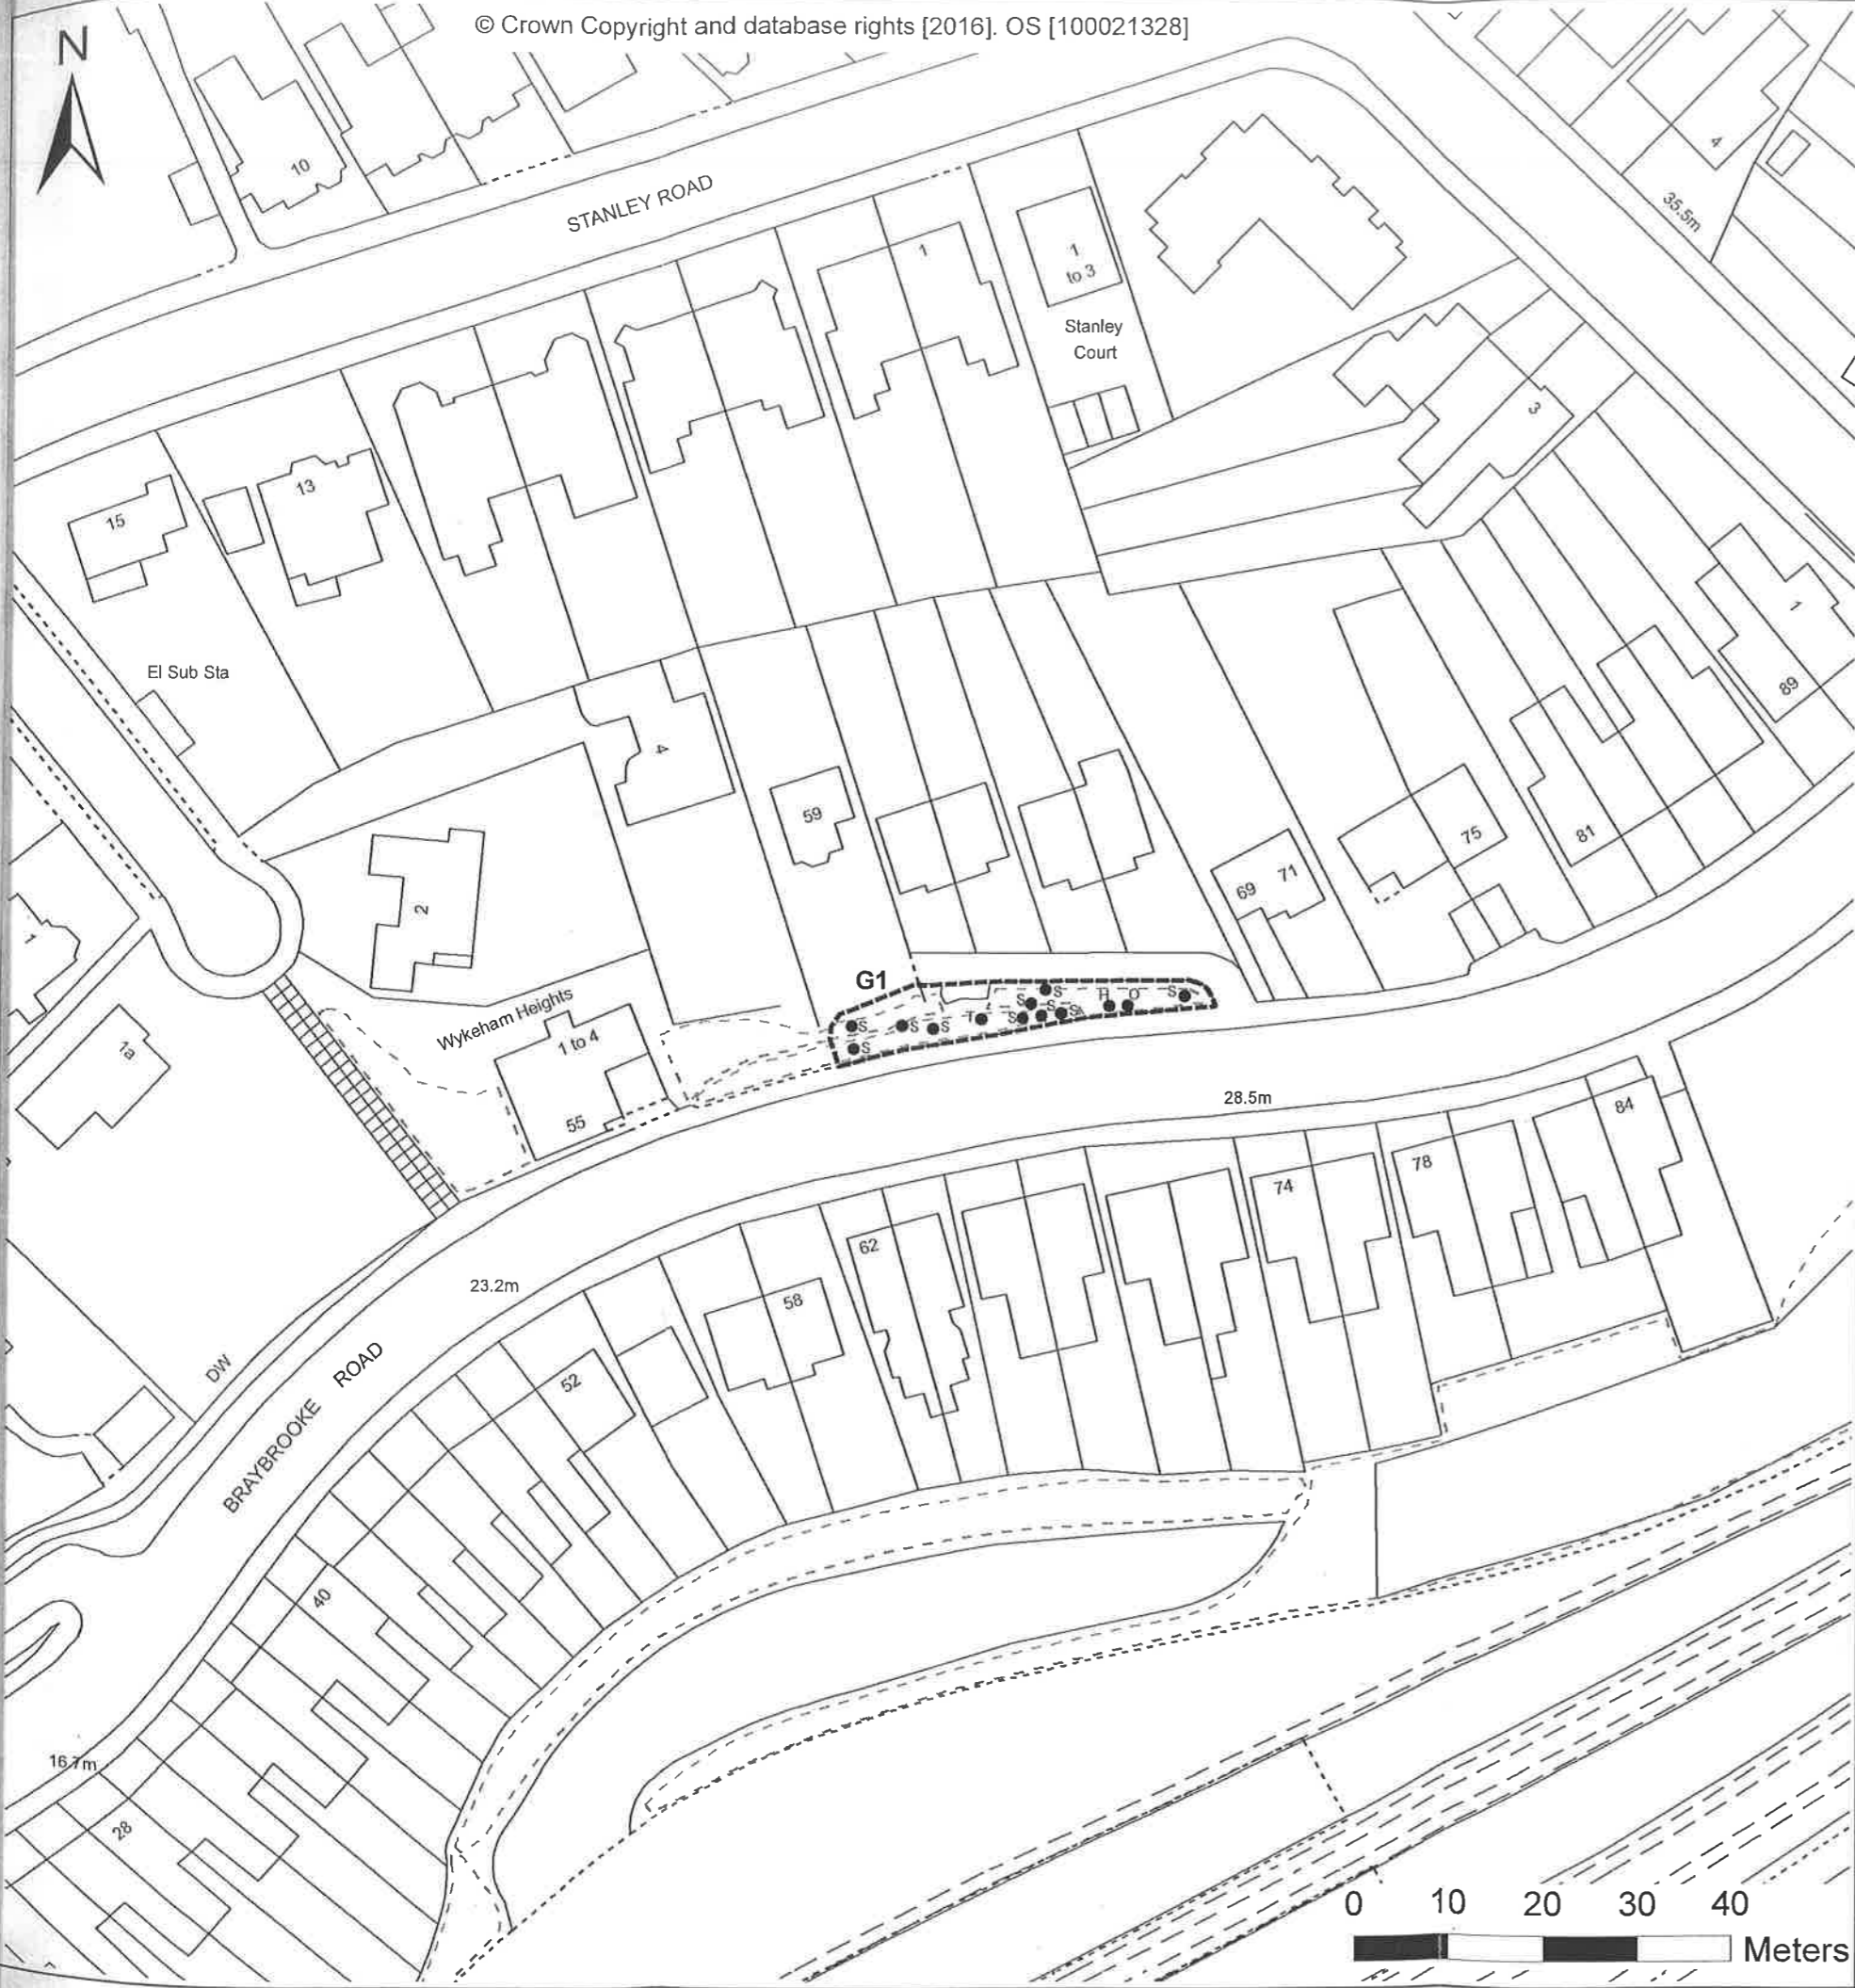 © Crown Copyright and database rights [2016]. OS [100021328]
N
10
STANLEY ROAD
4
35.5m
1
1
to 3
Stanley
Court
3
13
15
1
El Sub Sta
4
89
59
75
81
69 71
2
1
G1
S S T H O S
S S S S S S
S
Wykeham Heights
1 to 4
1a
55
28.5m
84
78
74
62
23.2m
58
52
DW
BRAYBROOKE ROAD
40
16.7m
28
0 10 20 30 40
Meters